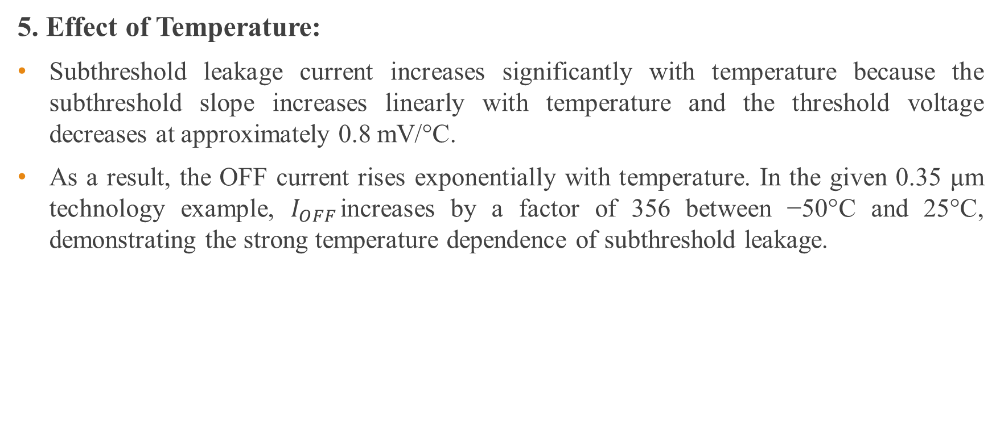 5. Effect of Temperature:
• Subthreshold leakage current increases significantly with temperature because the
subthreshold slope increases linearly with temperature and the threshold voltage
decreases at approximately 0.8 mV/°C.
• As a result, the OFF current rises exponentially with temperature. In the given 0.35 μm
technology example, I_OFF increases by a factor of 356 between −50°C and 25°C,
demonstrating the strong temperature dependence of subthreshold leakage.